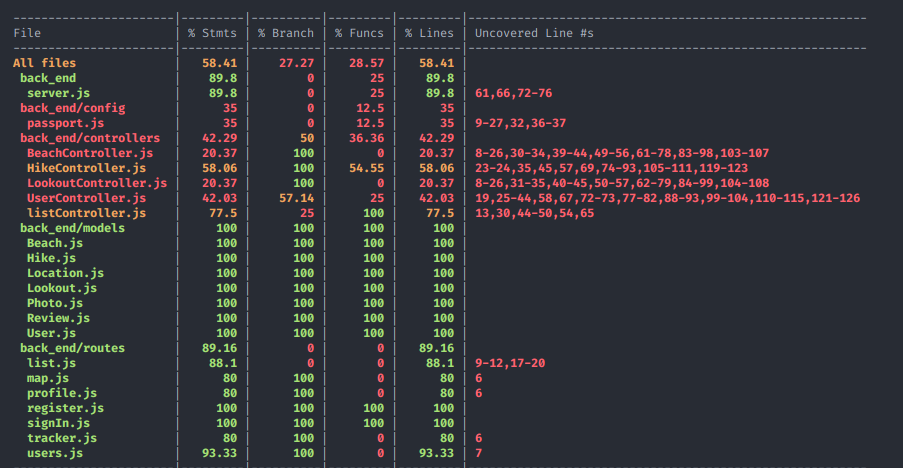 ----------------------|---------|----------|---------|---------|---------------------------------------------------------
File                  | % Stmts | % Branch | % Funcs | % Lines | Uncovered Line #s
----------------------|---------|----------|---------|---------|---------------------------------------------------------
All files             |   58.41 |    27.27 |   28.57 |   58.41 |
 back_end             |    89.8 |        0 |      25 |    89.8 |
  server.js           |    89.8 |        0 |      25 |    89.8 | 61,66,72-76
 back_end/config      |      35 |        0 |    12.5 |      35 |
  passport.js         |      35 |        0 |    12.5 |      35 | 9-27,32,36-37
 back_end/controllers |   42.29 |       50 |   36.36 |   42.29 |
  BeachController.js  |   20.37 |      100 |       0 |   20.37 | 8-26,30-34,39-44,49-56,61-78,83-98,103-107
  HikeController.js   |   58.06 |      100 |   54.55 |   58.06 | 23-24,35,45,57,69,74-93,105-111,119-123
  LookoutController.js |   20.37 |      100 |       0 |   20.37 | 8-26,31-35,40-45,50-57,62-79,84-99,104-108
  UserController.js   |   42.03 |    57.14 |      25 |   42.03 | 19,25-44,58,67,72-73,77-82,88-93,99-104,110-115,121-126
  listController.js   |    77.5 |       25 |     100 |    77.5 | 13,30,44-50,54,65
 back_end/models      |     100 |      100 |     100 |     100 |
  Beach.js            |     100 |      100 |     100 |     100 |
  Hike.js             |     100 |      100 |     100 |     100 |
  Location.js         |     100 |      100 |     100 |     100 |
  Lookout.js          |     100 |      100 |     100 |     100 |
  Photo.js            |     100 |      100 |     100 |     100 |
  Review.js           |     100 |      100 |     100 |     100 |
  User.js             |     100 |      100 |     100 |     100 |
 back_end/routes      |   89.16 |        0 |       0 |   89.16 |
  list.js             |    88.1 |        0 |       0 |    88.1 | 9-12,17-20
  map.js              |      80 |      100 |       0 |      80 | 6
  profile.js          |      80 |      100 |       0 |      80 | 6
  register.js         |     100 |      100 |     100 |     100 |
  signIn.js           |     100 |      100 |     100 |     100 |
  tracker.js          |      80 |      100 |       0 |      80 | 6
  users.js            |   93.33 |      100 |       0 |   93.33 | 7